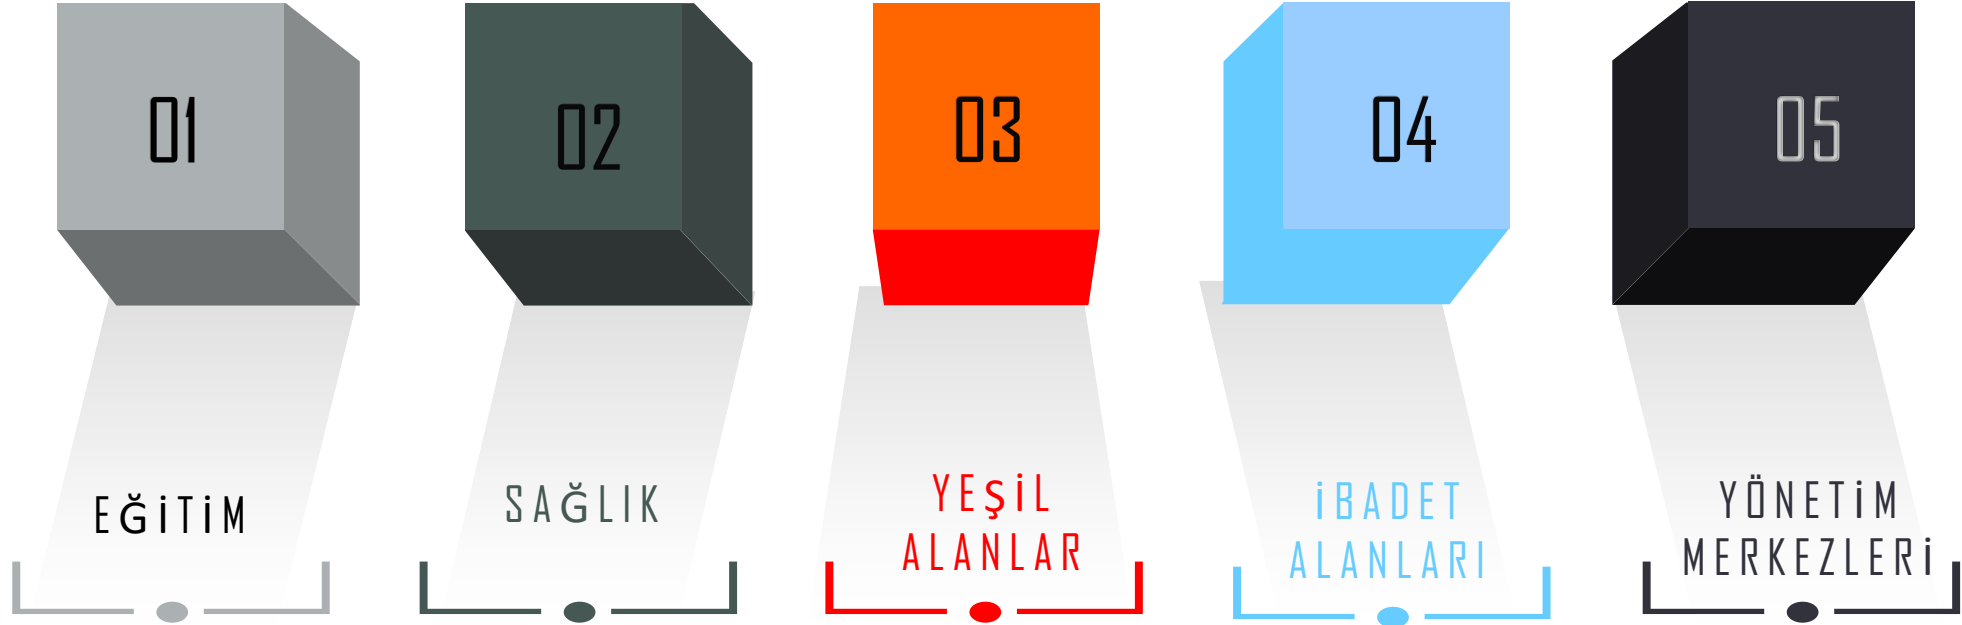 01
02
03
04
05
EĞİTİM
SAĞLIK
YEŞİL
ALANLAR
İBADET
ALANLARI
YÖNETİM
MERKEZLERİ